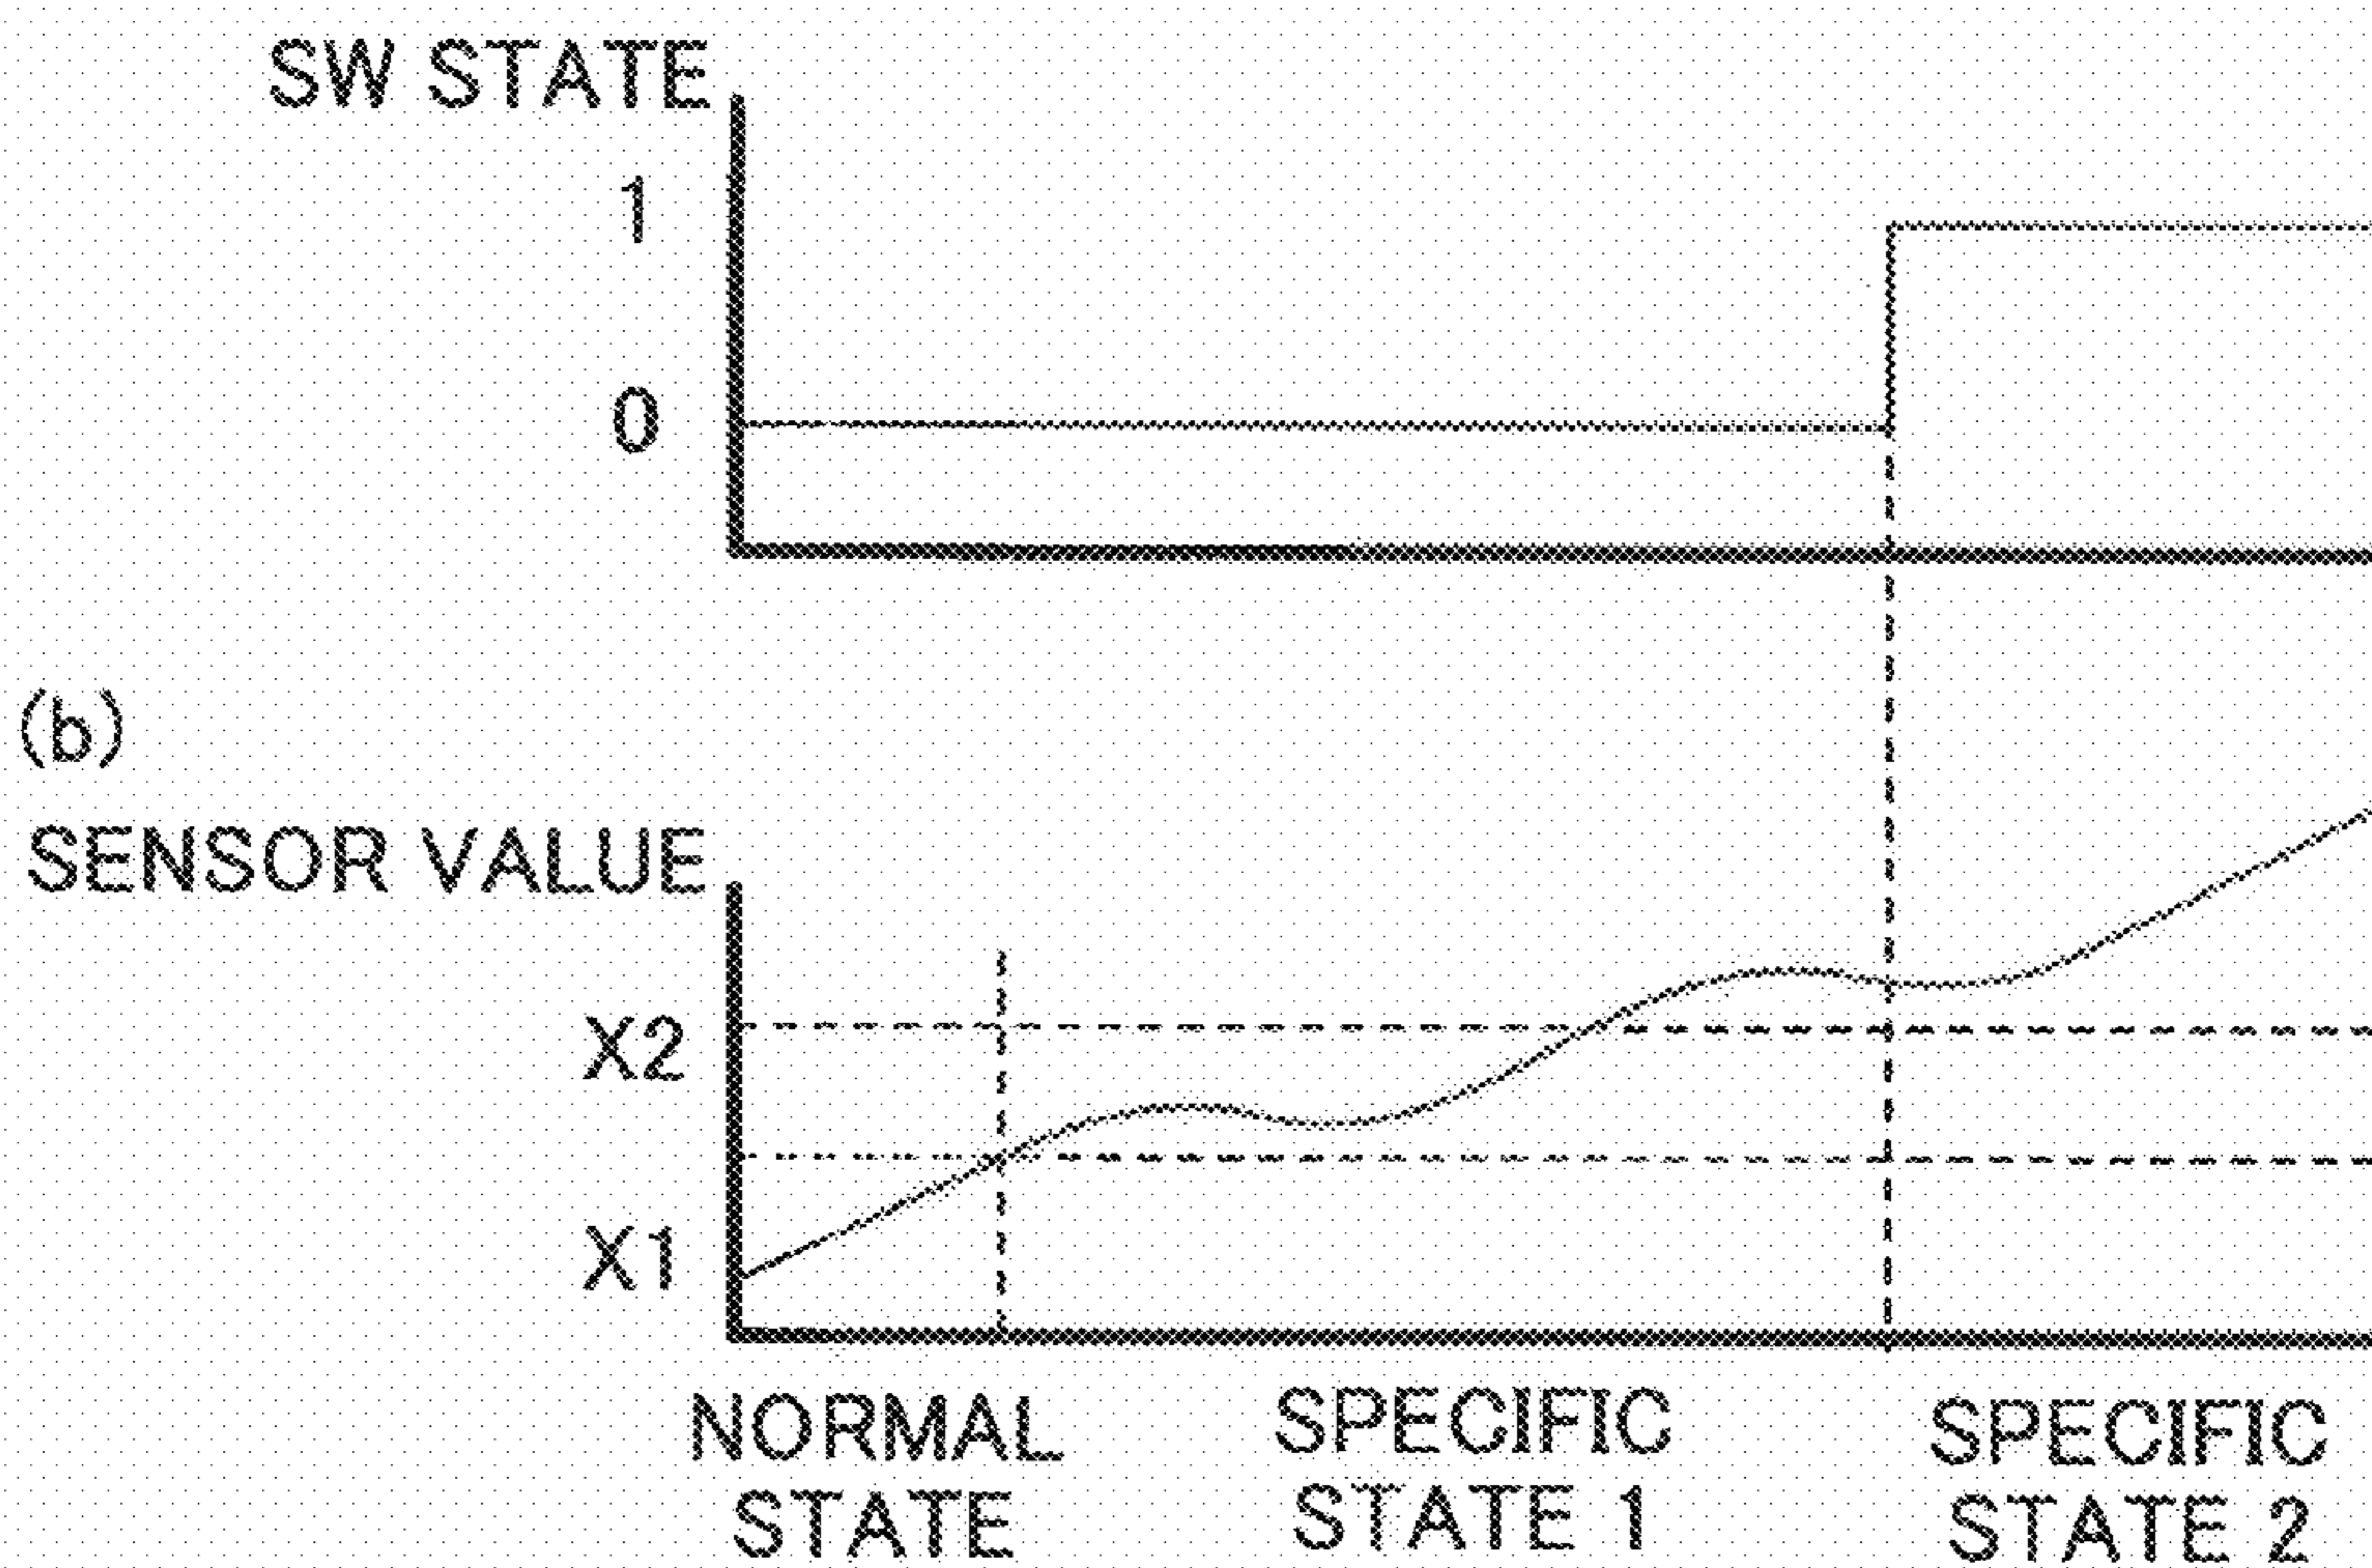 SW STATE
1
0
(b)
SENSOR VALUE
X2
X1
NORMAL
STATE
SPECIFIC
STATE 1
SPECIFIC
STATE 2